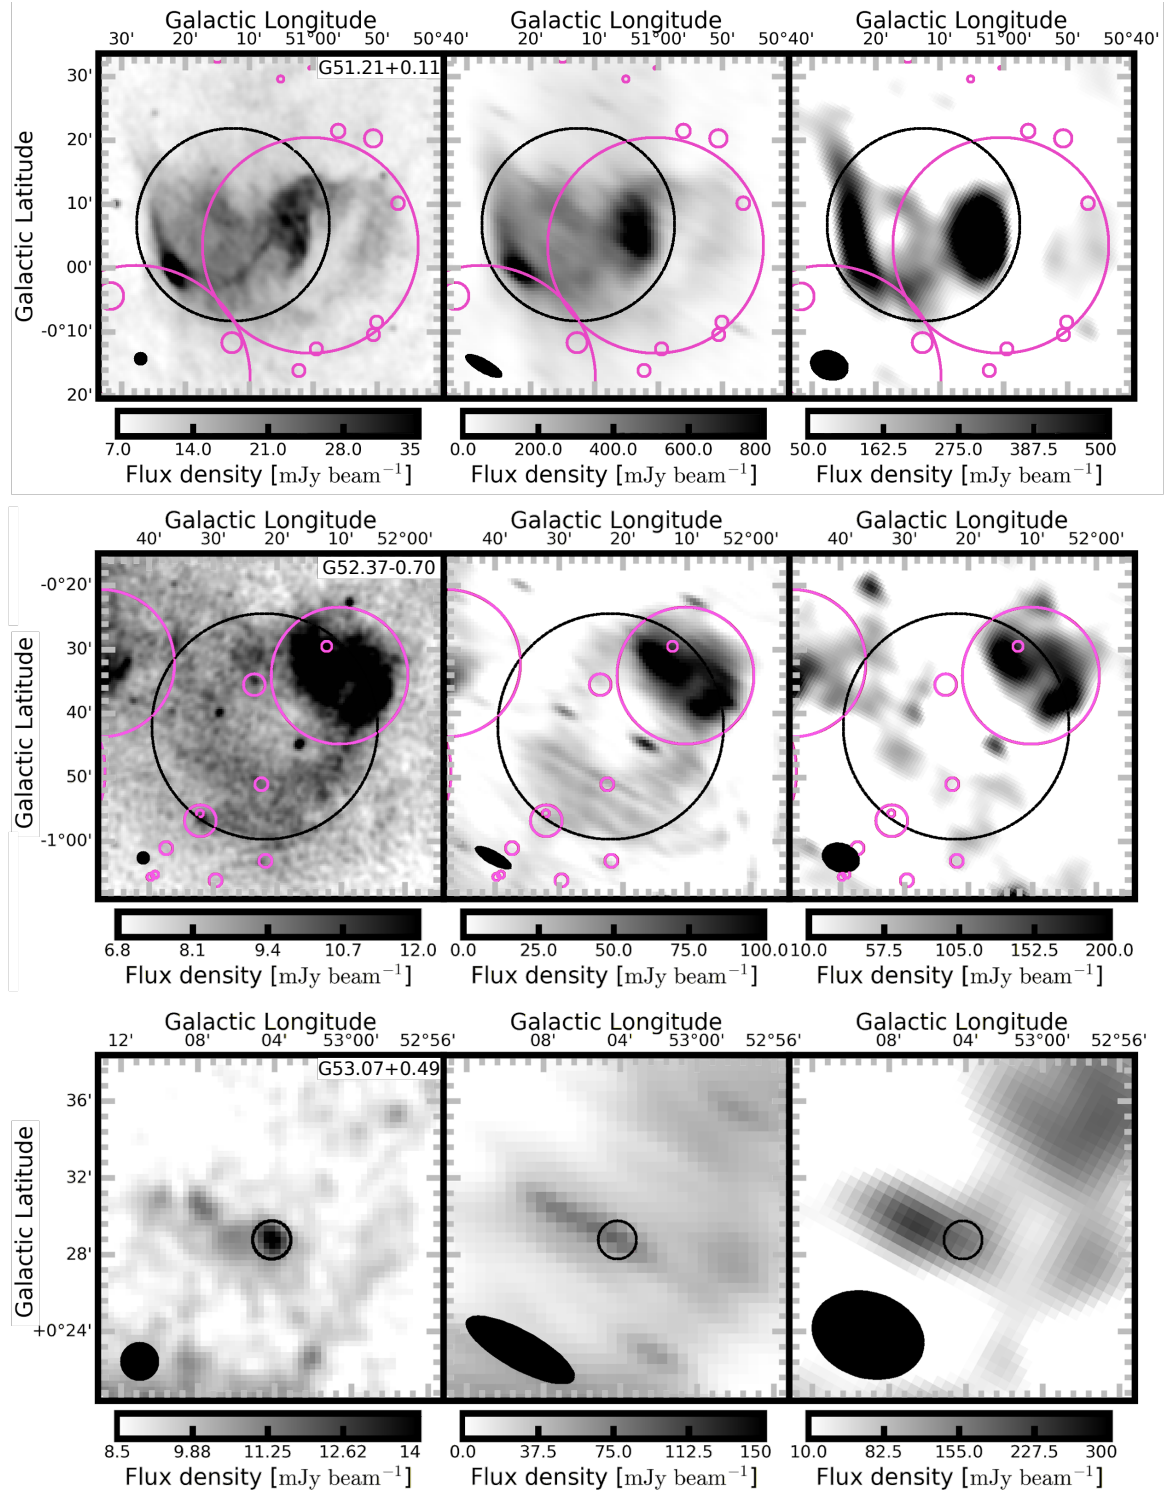 Galactic Longitude Galactic Longitude Galactic Longitude
30' 20' 10' 51°00' 50' 50°40' 20' 10' 51°00' 50' 50°40' 20' 10' 51°00' 50' 50°40'
G51.21+0.11
Galactic Latitude
30'
20'
10'
00'
-0°10'
20'
7.0 14.0 21.0 28.0 35 0.0 200.0 400.0 600.0 800 50.0 162.5 275.0 387.5 500
Flux density [mJy beam⁻¹] Flux density [mJy beam⁻¹] Flux density [mJy beam⁻¹]
Galactic Longitude Galactic Longitude Galactic Longitude
40' 30' 20' 10' 52°00' 40' 30' 20' 10' 52°00' 40' 30' 20' 10' 52°00'
G52.37-0.70
Galactic Latitude
-0°20'
30'
40'
50'
-1°00'
6.8 8.1 9.4 10.7 12.0 0.0 25.0 50.0 75.0 100.0 10.0 57.5 105.0 152.5 200.0
Flux density [mJy beam⁻¹] Flux density [mJy beam⁻¹] Flux density [mJy beam⁻¹]
Galactic Longitude Galactic Longitude Galactic Longitude
12' 08' 04' 53°00' 52°56' 08' 04' 53°00' 52°56' 08' 04' 53°00' 52°56'
G53.07+0.49
Galactic Latitude
36'
32'
28'
+0°24'
8.5 9.88 11.25 12.62 14 0.0 37.5 75.0 112.5 150 10.0 82.5 155.0 227.5 300
Flux density [mJy beam⁻¹] Flux density [mJy beam⁻¹] Flux density [mJy beam⁻¹]